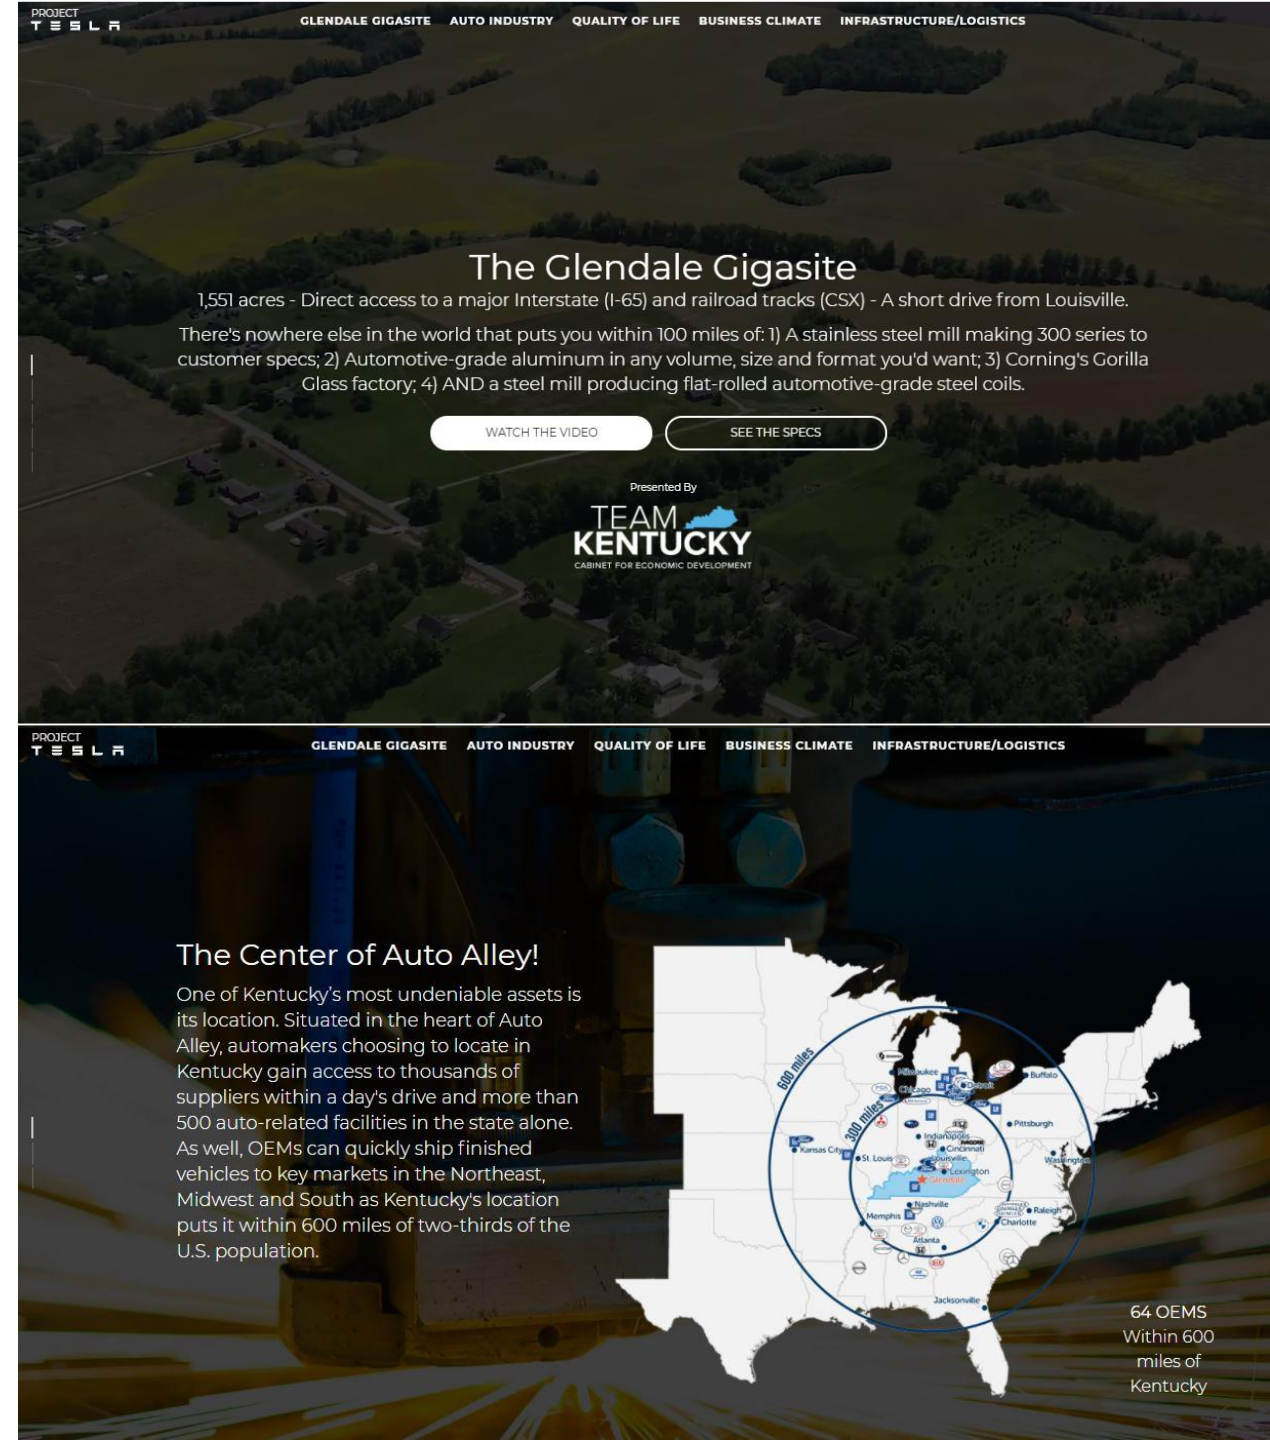 PROJECT
TESLA
GLENDALE GIGASITE AUTO INDUSTRY QUALITY OF LIFE BUSINESS CLIMATE INFRASTRUCTURE/LOGISTICS
The Glendale Gigasite
1,551 acres - Direct access to a major Interstate (I-65) and railroad tracks (CSX) - A short drive from Louisville.
There's nowhere else in the world that puts you within 100 miles of: 1) A stainless steel mill making 300 series to
customer specs; 2) Automotive-grade aluminum in any volume, size and format you'd want; 3) Corning's Gorilla
Glass factory; 4) AND a steel mill producing flat-rolled automotive-grade steel coils.
WATCH THE VIDEO
SEE THE SPECS
Presented By
TEAM
KENTUCKY
CABINET FOR ECONOMIC DEVELOPMENT
PROJECT
TESLA
GLENDALE GIGASITE AUTO INDUSTRY QUALITY OF LIFE BUSINESS CLIMATE INFRASTRUCTURE/LOGISTICS
The Center of Auto Alley!
One of Kentucky's most undeniable assets is
its location. Situated in the heart of Auto
Alley, automakers choosing to locate in
Kentucky gain access to thousands of
suppliers within a day's drive and more than
500 auto-related facilities in the state alone.
As well, OEMs can quickly ship finished
vehicles to key markets in the Northeast,
Midwest and South as Kentucky's location
puts it within 600 miles of two-thirds of the
U.S. population.
600 miles
300 miles
Milwaukee
Chicago
Detroit
Buffalo
Pittsburgh
Indianapolis
Cincinnati
Kansas City
St. Louis
Louisville
Washington
Lexington
Glendale
Nashville
Raleigh
Memphis
Charlotte
Atlanta
Jacksonville
64 OEMS
Within 600
miles of
Kentucky